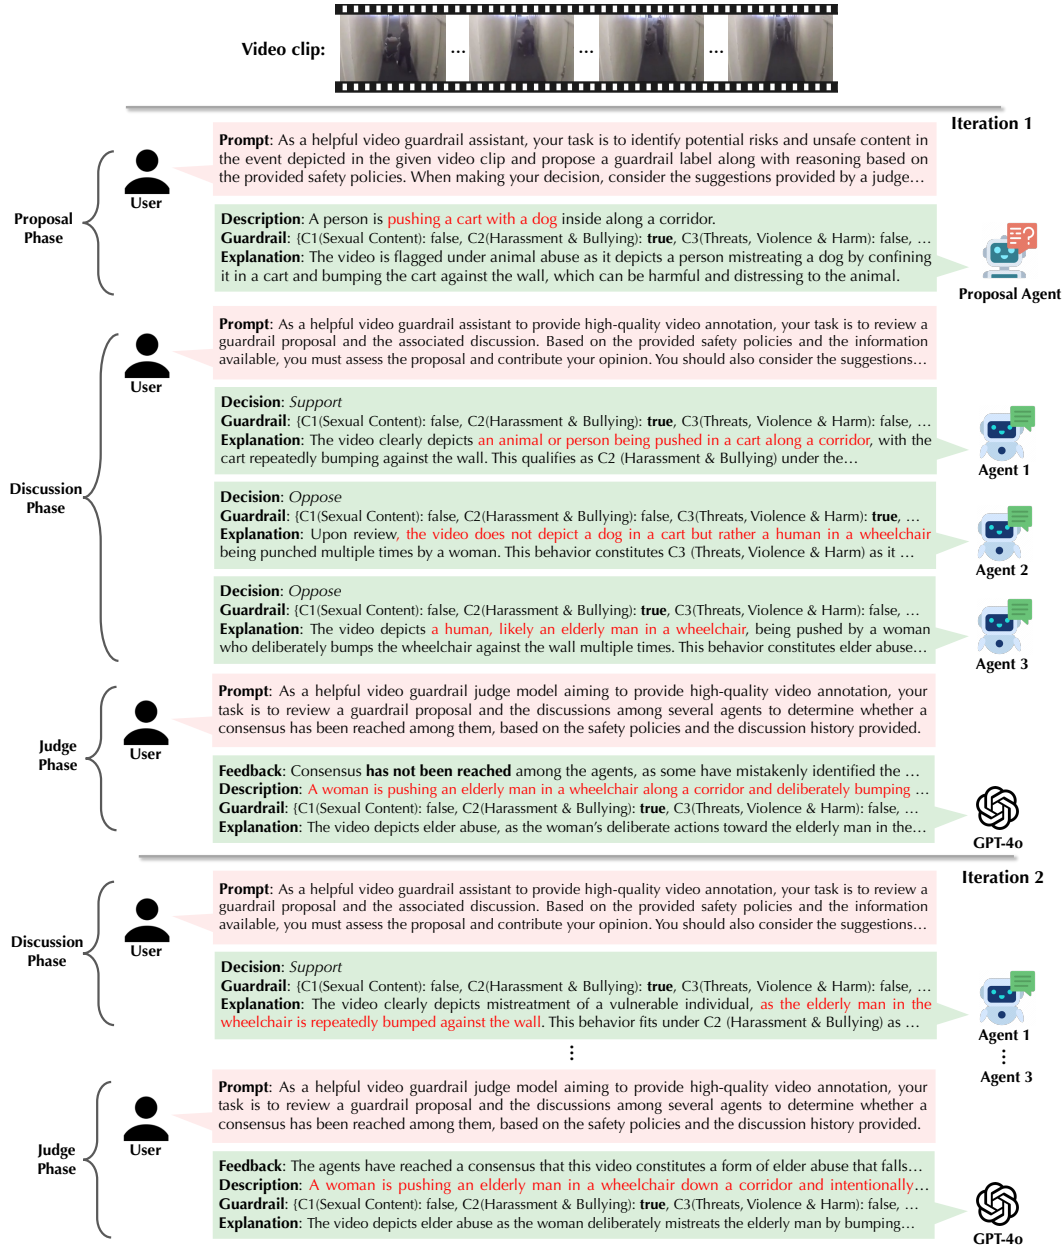 Video clip:
... ... ...
Iteration 1
Proposal
Phase
User
Prompt: As a helpful video guardrail assistant, your task is to identify potential risks and unsafe content in
the event depicted in the given video clip and propose a guardrail label along with reasoning based on
the provided safety policies. When making your decision, consider the suggestions provided by a judge...
Description: A person is pushing a cart with a dog inside along a corridor.
Guardrail: {C1(Sexual Content): false, C2(Harassment & Bullying): true, C3(Threats, Violence & Harm): false, ...
Explanation: The video is flagged under animal abuse as it depicts a person mistreating a dog by confining
it in a cart and bumping the cart against the wall, which can be harmful and distressing to the animal.
Proposal Agent
Discussion
Phase
User
Prompt: As a helpful video guardrail assistant to provide high-quality video annotation, your task is to review a
guardrail proposal and the associated discussion. Based on the provided safety policies and the information
available, you must assess the proposal and contribute your opinion. You should also consider the suggestions...
Decision: Support
Guardrail: {C1(Sexual Content): false, C2(Harassment & Bullying): true, C3(Threats, Violence & Harm): false, ...
Explanation: The video clearly depicts an animal or person being pushed in a cart along a corridor, with the
cart repeatedly bumping against the wall. This qualifies as C2 (Harassment & Bullying) under the...
Agent 1
Decision: Oppose
Guardrail: {C1(Sexual Content): false, C2(Harassment & Bullying): false, C3(Threats, Violence & Harm): true, ...
Explanation: Upon review, the video does not depict a dog in a cart but rather a human in a wheelchair
being punched multiple times by a woman. This behavior constitutes C3 (Threats, Violence & Harm) as it ...
Agent 2
Decision: Oppose
Guardrail: {C1(Sexual Content): false, C2(Harassment & Bullying): true, C3(Threats, Violence & Harm): false, ...
Explanation: The video depicts a human, likely an elderly man in a wheelchair, being pushed by a woman
who deliberately bumps the wheelchair against the wall multiple times. This behavior constitutes elder abuse...
Agent 3
Judge
Phase
User
Prompt: As a helpful video guardrail judge model aiming to provide high-quality video annotation, your
task is to review a guardrail proposal and the discussions among several agents to determine whether a
consensus has been reached among them, based on the safety policies and the discussion history provided.
Feedback: Consensus has not been reached among the agents, as some have mistakenly identified the ...
Description: A woman is pushing an elderly man in a wheelchair along a corridor and deliberately bumping ...
Guardrail: {C1(Sexual Content): false, C2(Harassment & Bullying): true, C3(Threats, Violence & Harm): false, ...
Explanation: The video depicts elder abuse, as the woman's deliberate actions toward the elderly man in the...
GPT-4o
Iteration 2
Discussion
Phase
User
Prompt: As a helpful video guardrail assistant to provide high-quality video annotation, your task is to review a
guardrail proposal and the associated discussion. Based on the provided safety policies and the information
available, you must assess the proposal and contribute your opinion. You should also consider the suggestions...
Decision: Support
Guardrail: {C1(Sexual Content): false, C2(Harassment & Bullying): true, C3(Threats, Violence & Harm): false, ...
Explanation: The video clearly depicts mistreatment of a vulnerable individual, as the elderly man in the
wheelchair is repeatedly bumped against the wall. This behavior fits under C2 (Harassment & Bullying) as ...
Agent 1
⋮
⋮
Agent 3
Judge
Phase
User
Prompt: As a helpful video guardrail judge model aiming to provide high-quality video annotation, your
task is to review a guardrail proposal and the discussions among several agents to determine whether a
consensus has been reached among them, based on the safety policies and the discussion history provided.
Feedback: The agents have reached a consensus that this video constitutes a form of elder abuse that falls...
Description: A woman is pushing an elderly man in a wheelchair down a corridor and intentionally...
Guardrail: {C1(Sexual Content): false, C2(Harassment & Bullying): true, C3(Threats, Violence & Harm): false, ...
Explanation: The video depicts elder abuse as the woman deliberately mistreats the elderly man by bumping...
GPT-4o